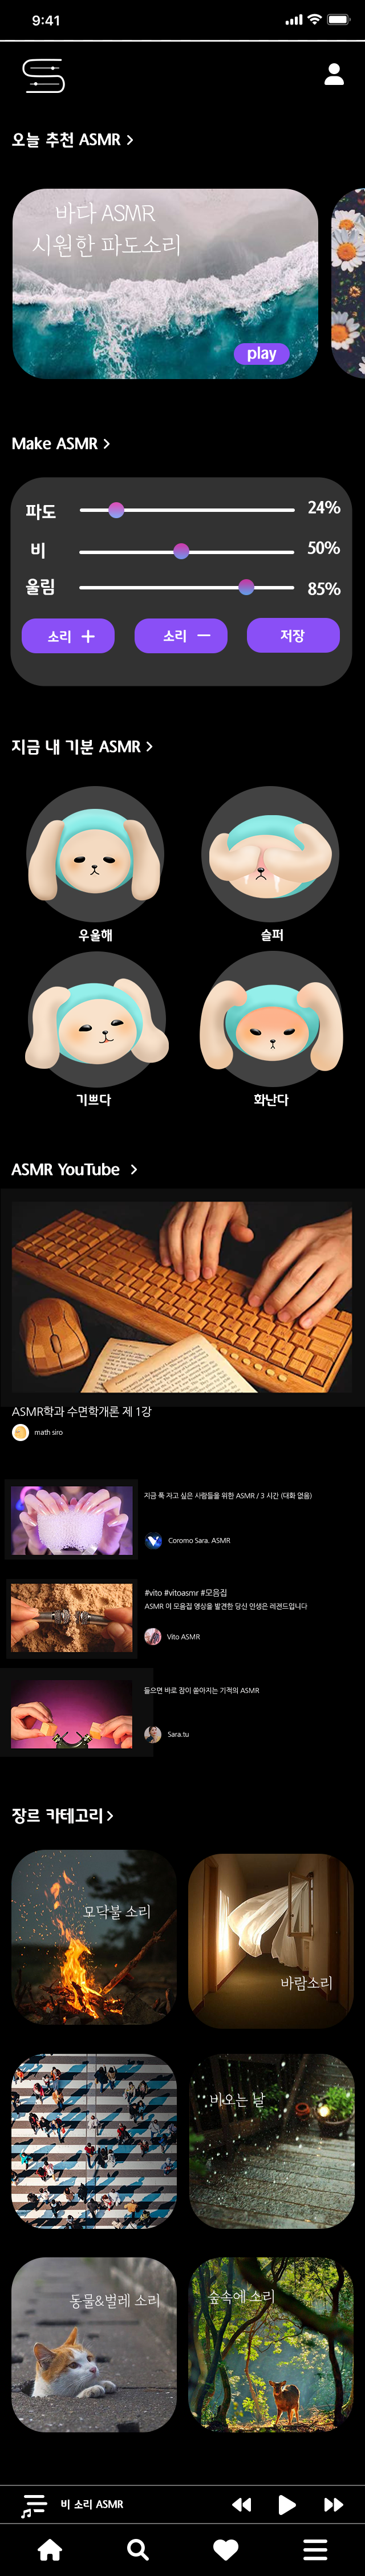 9:41
오늘 추천 ASMR >
바다 ASMR
시원한 파도소리
play
Make ASMR >
파도 24%
비 50%
울림 85%
소리 +
소리 −
저장
지금 내 기분 ASMR >
우울해
슬퍼
기쁘다
화난다
ASMR YouTube >
ASMR학과 수면학개론 제 1강
math siro
지금 푹 자고 싶은 사람들을 위한 ASMR / 3 시간 (대화 없음)
Coromo Sara. ASMR
#vito #vitoasmr #모음집
ASMR 이 모음집 영상을 발견한 당신 인생은 레전드입니다
Vito ASMR
들으면 바로 잠이 쏟아지는 기적의 ASMR
Sara.tu
장르 카테고리 >
모닥불 소리
바람소리
비오는 날
동물&벌레 소리
숲속에 소리
비 소리 ASMR